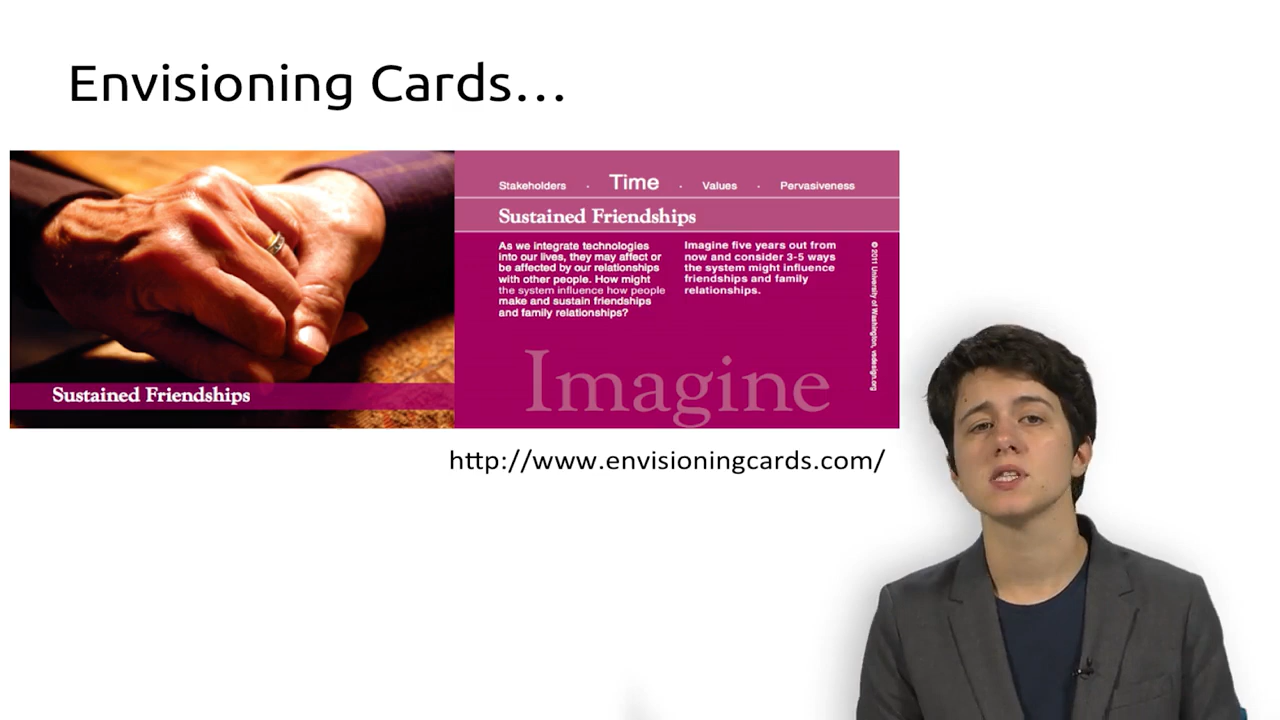 Envisioning Cards...
Sustained Friendships
Stakeholders · Time · Values · Pervasiveness
Sustained Friendships
As we integrate technologies
into our lives, they may affect or
be affected by our relationships
with other people. How might
the system influence how people
make and sustain friendships
and family relationships?
Imagine five years out from
now and consider 3-5 ways
the system might influence
friendships and family
relationships.
© 2011 University of Washington, vsdesign.org
Imagine
http://www.envisioningcards.com/